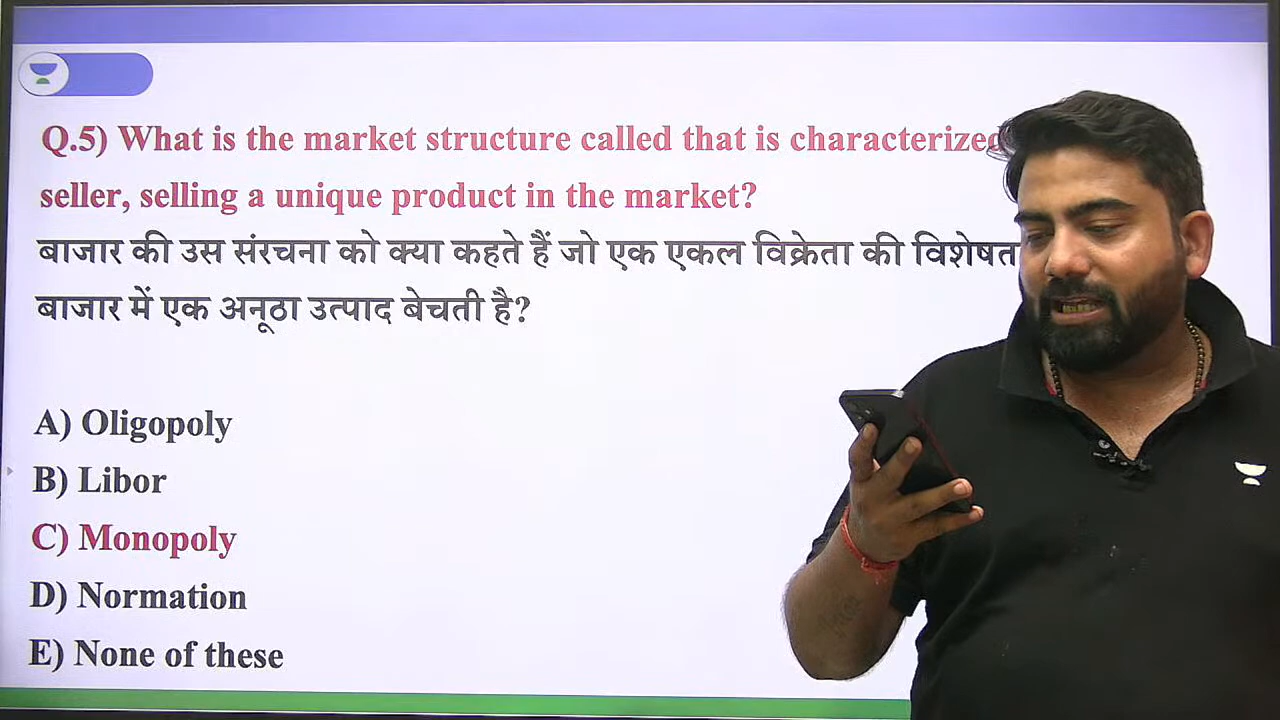 Q.5) What is the market structure called that is characterized
seller, selling a unique product in the market?
बाजार की उस संरचना को क्या कहते हैं जो एक एकल विक्रेता की विशेषत
बाजार में एक अनूठा उत्पाद बेचती है?
A) Oligopoly
B) Libor
C) Monopoly
D) Normation
E) None of these